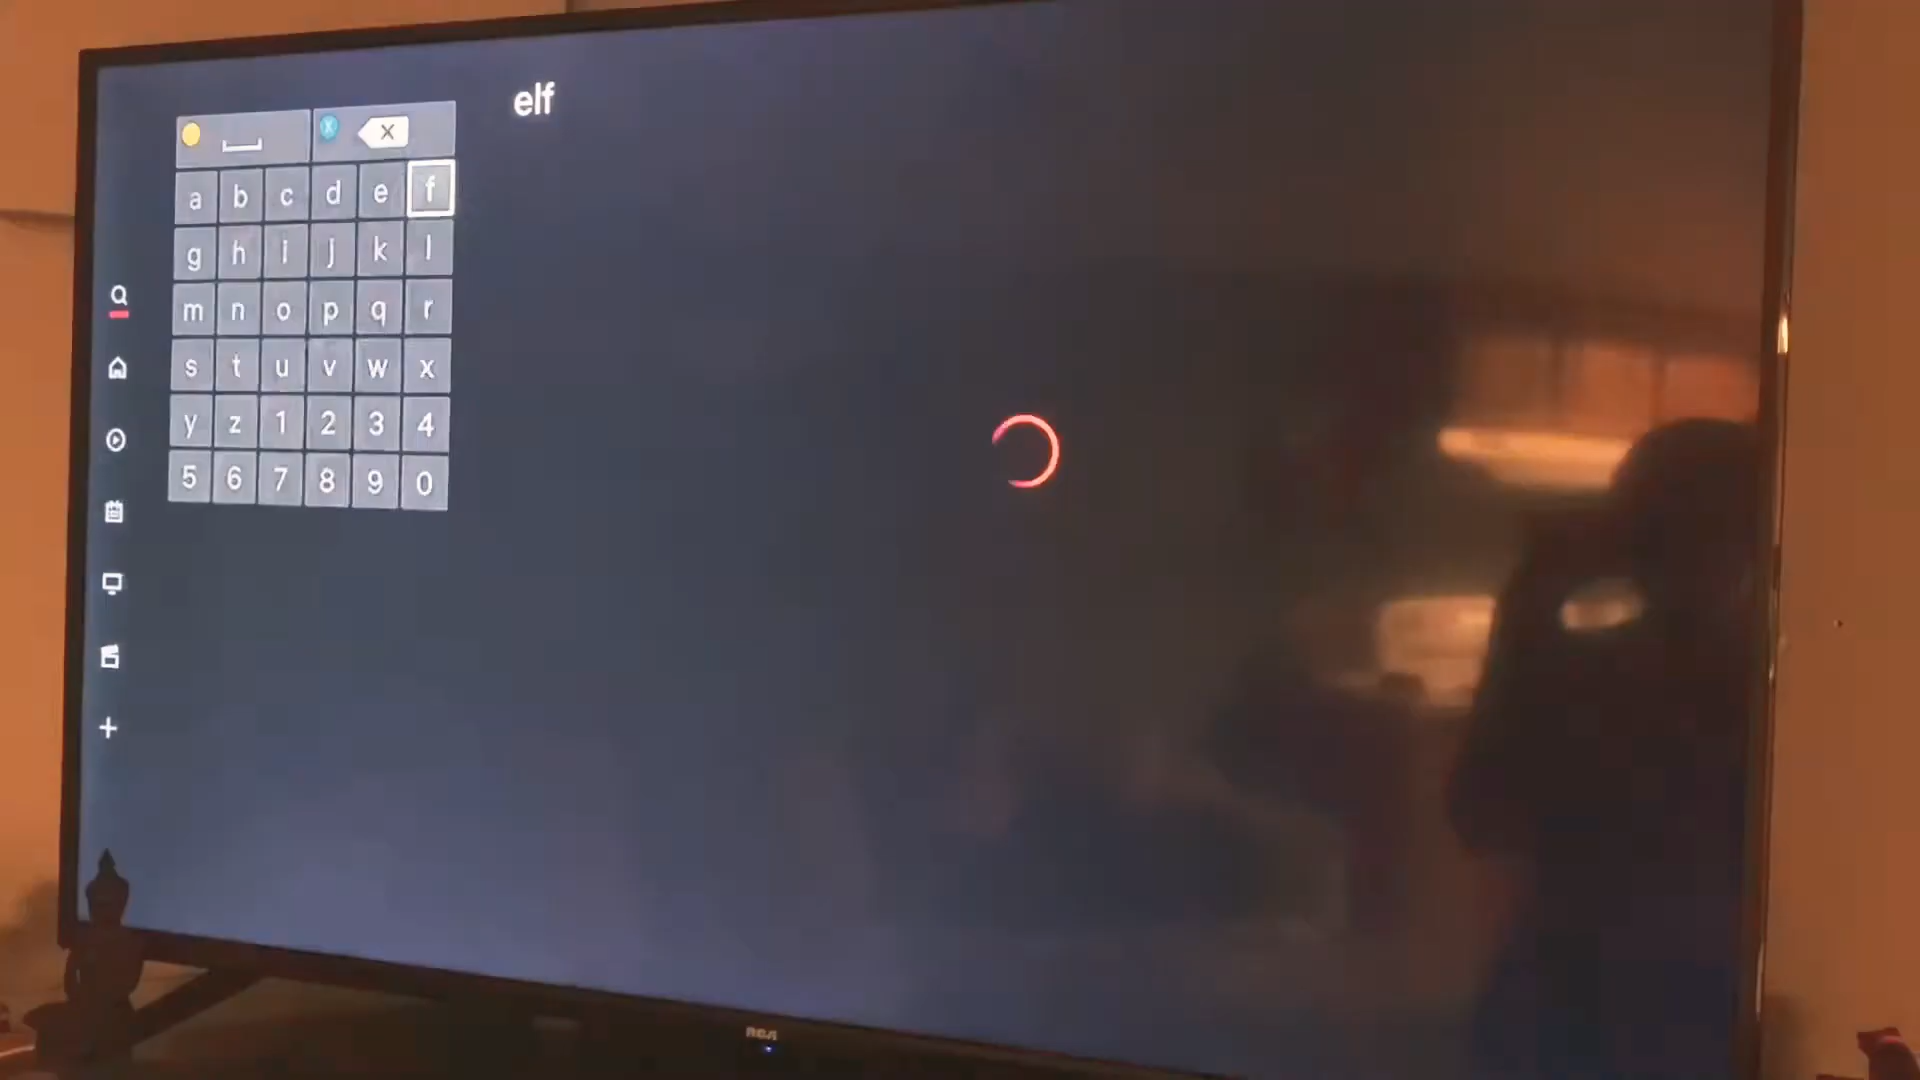 elf
X X
a b c d e f
g h i j k l
m n o p q r
s t u v w x
y z 1 2 3 4
5 6 7 8 9 0
RCA